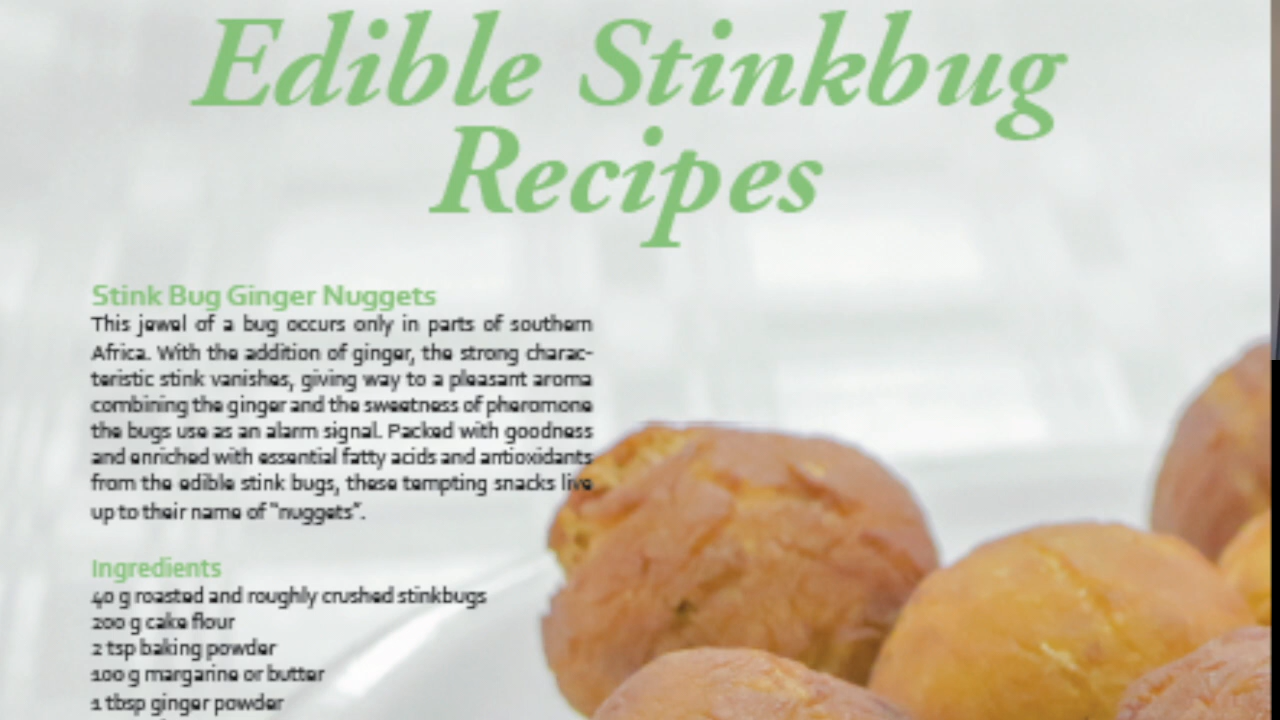 Edible Stinkbug
Recipes
Stink Bug Ginger Nuggets
This jewel of a bug occurs only in parts of southern
Africa. With the addition of ginger, the strong charac-
teristic stink vanishes, giving way to a pleasant aroma
combining the ginger and the sweetness of pheromone
the bugs use as an alarm signal. Packed with goodness
and enriched with essential fatty acids and antioxidants
from the edible stink bugs, these tempting snacks live
up to their name of “nuggets”.
Ingredients
40 g roasted and roughly crushed stinkbugs
200 g cake flour
2 tsp baking powder
100 g margarine or butter
1 tbsp ginger powder